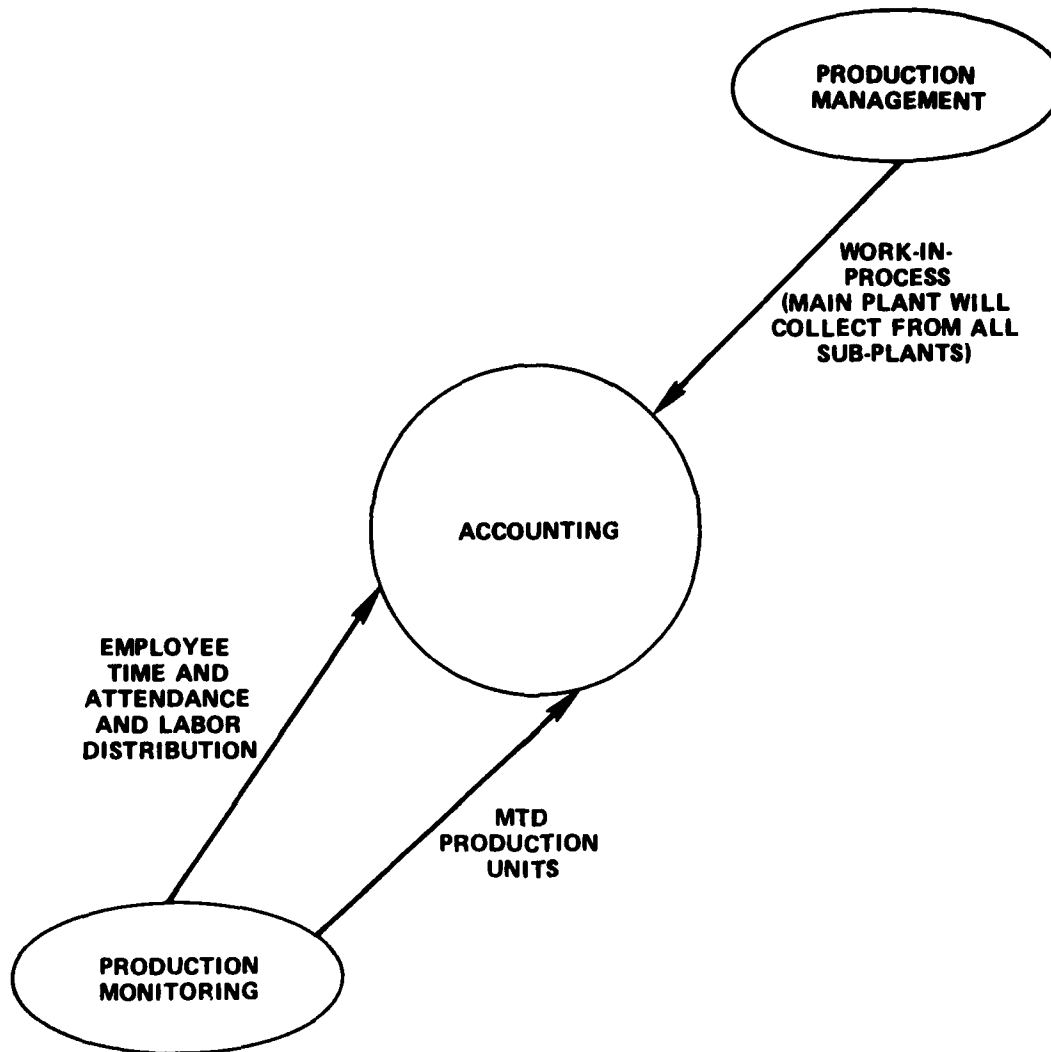 PRODUCTION
MANAGEMENT
WORK-IN-
PROCESS
(MAIN PLANT WILL
COLLECT FROM ALL
SUB-PLANTS)
ACCOUNTING
EMPLOYEE
TIME AND
ATTENDANCE
AND LABOR
DISTRIBUTION
MTD
PRODUCTION
UNITS
PRODUCTION
MONITORING